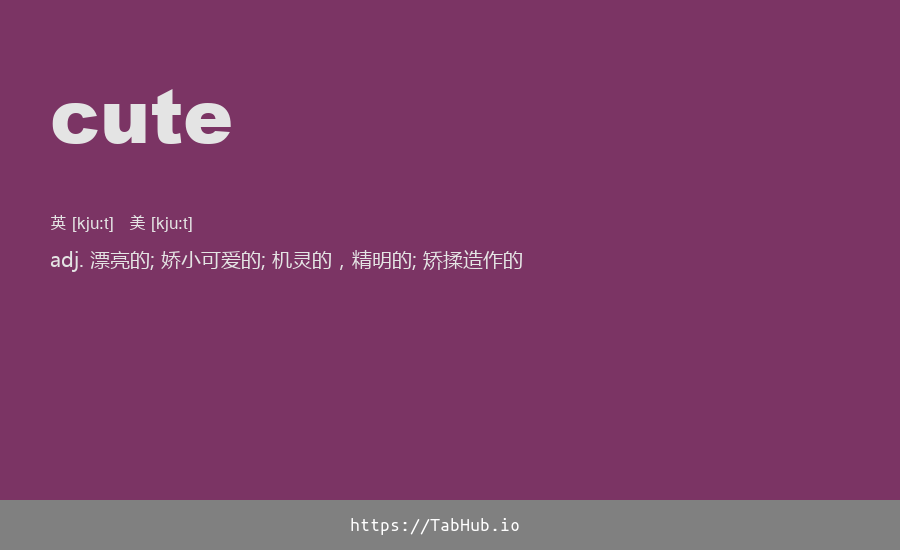 cute
英 [kju:t] 美 [kju:t]
adj. 漂亮的; 娇小可爱的; 机灵的，精明的; 矫揉造作的
https://TabHub.io